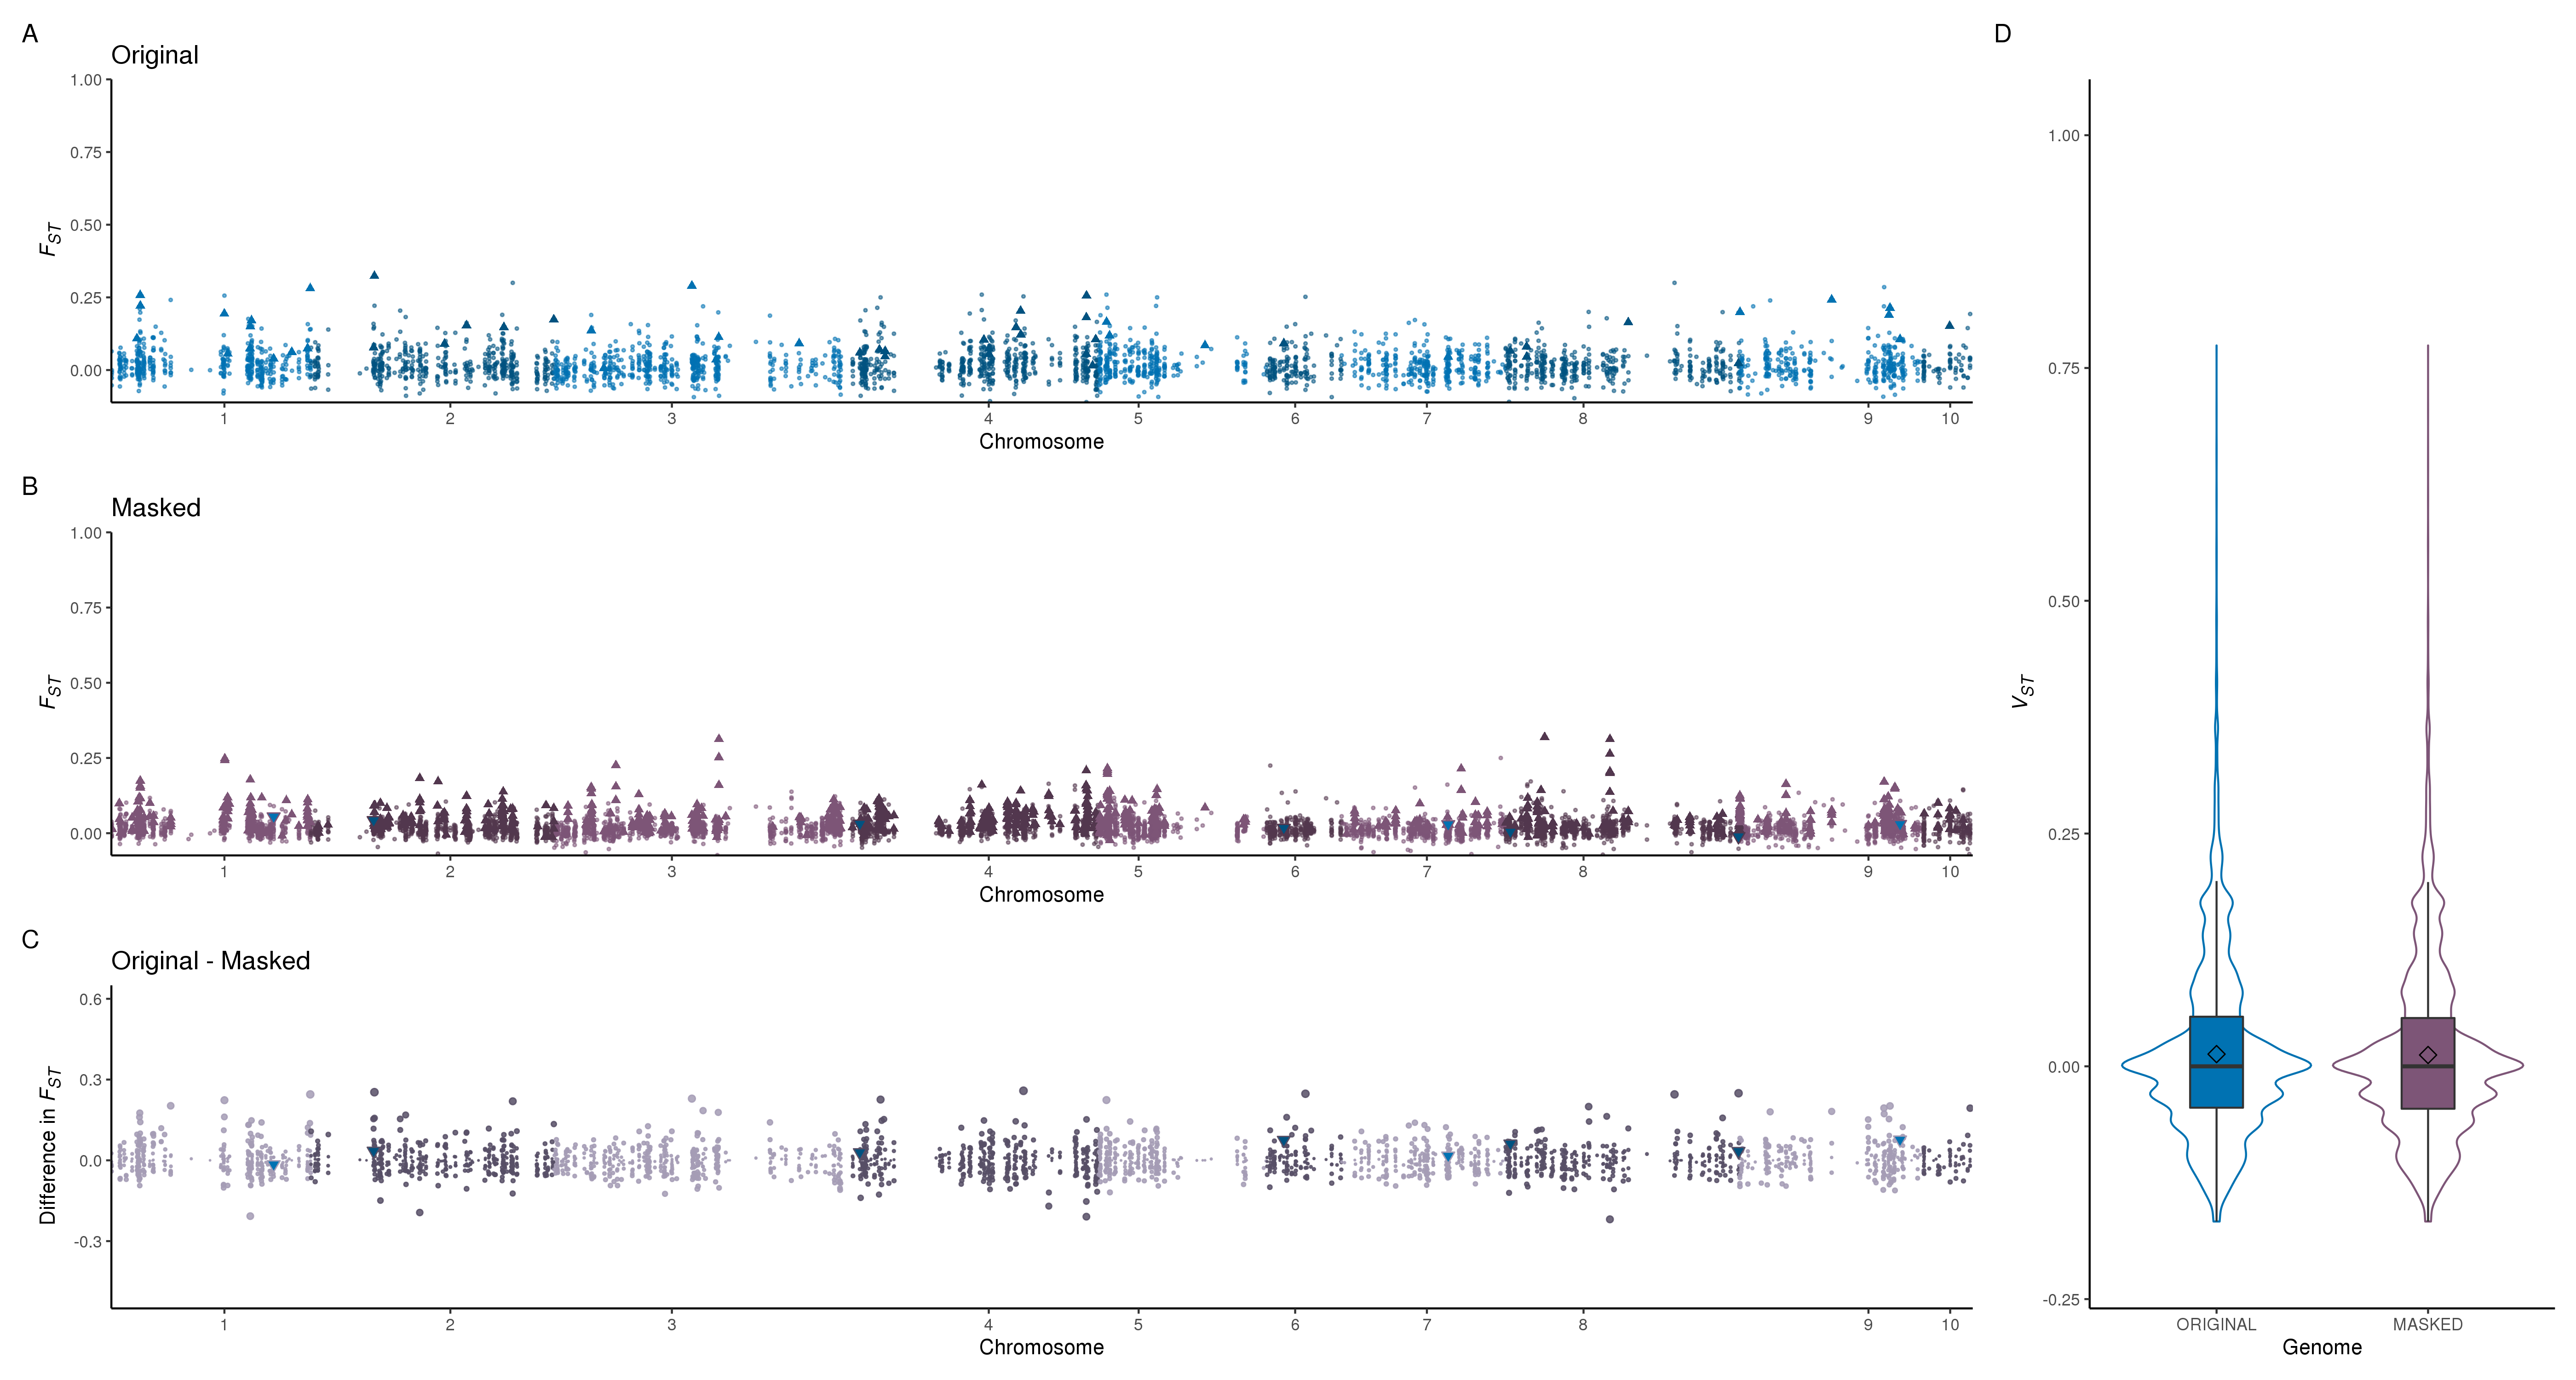 A
Original
1.00
0.75
0.50
0.25
0.00
FST
1 2 3 4 5 6 7 8 9 10
Chromosome
B
Masked
1.00
0.75
0.50
0.25
0.00
FST
1 2 3 4 5 6 7 8 9 10
Chromosome
C
Original - Masked
0.6
0.3
0.0
-0.3
Difference in FST
1 2 3 4 5 6 7 8 9 10
Chromosome
D
1.00
0.75
0.50
0.25
0.00
-0.25
VST
ORIGINAL MASKED
Genome